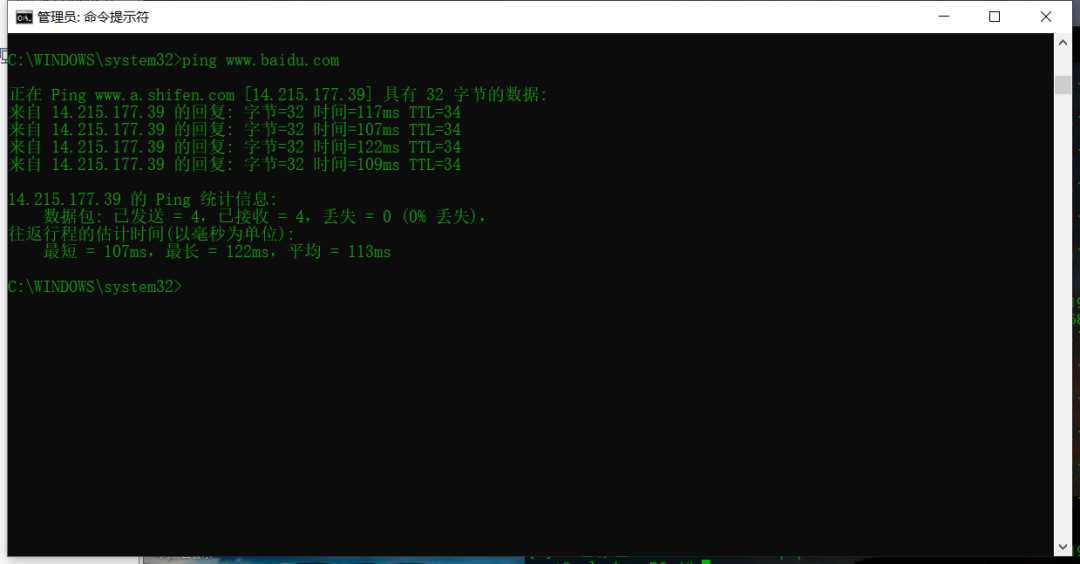 管理员: 命令提示符
C:\WINDOWS\system32>ping www.baidu.com
正在 Ping www.a.shifen.com [14.215.177.39] 具有 32 字节的数据:
来自 14.215.177.39 的回复: 字节=32 时间=117ms TTL=34
来自 14.215.177.39 的回复: 字节=32 时间=107ms TTL=34
来自 14.215.177.39 的回复: 字节=32 时间=122ms TTL=34
来自 14.215.177.39 的回复: 字节=32 时间=109ms TTL=34
14.215.177.39 的 Ping 统计信息:
数据包: 已发送 = 4，已接收 = 4，丢失 = 0 (0% 丢失)，
往返行程的估计时间(以毫秒为单位):
最短 = 107ms，最长 = 122ms，平均 = 113ms
C:\WINDOWS\system32>